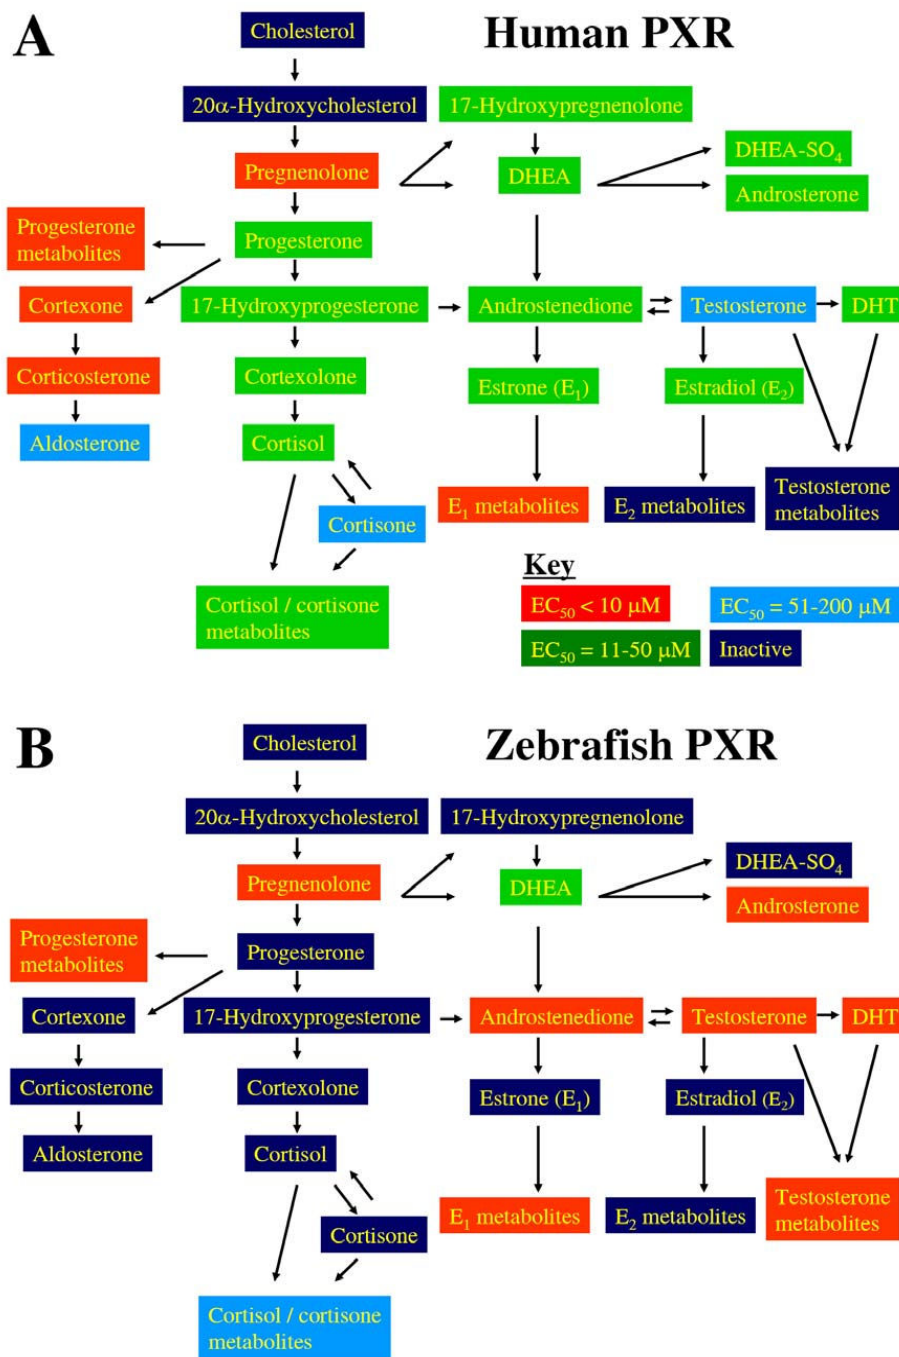 A
Human PXR
Cholesterol
20α-Hydroxycholesterol
17-Hydroxypregnenolone
Pregnenolone
DHEA
DHEA-SO₄
Androsterone
Progesterone
metabolites
Progesterone
Cortexone
17-Hydroxyprogesterone
Androstenedione
Testosterone
DHT
Corticosterone
Cortexolone
Estrone (E₁)
Estradiol (E₂)
Aldosterone
Cortisol
E₁ metabolites
E₂ metabolites
Testosterone
metabolites
Cortisone
Cortisol / cortisone
metabolites
Key
EC₅₀ < 10 μM
EC₅₀ = 51-200 μM
EC₅₀ = 11-50 μM
Inactive
B
Zebrafish PXR
Cholesterol
20α-Hydroxycholesterol
17-Hydroxypregnenolone
Pregnenolone
DHEA
DHEA-SO₄
Androsterone
Progesterone
metabolites
Progesterone
Cortexone
17-Hydroxyprogesterone
Androstenedione
Testosterone
DHT
Corticosterone
Cortexolone
Estrone (E₁)
Estradiol (E₂)
Aldosterone
Cortisol
E₁ metabolites
E₂ metabolites
Testosterone
metabolites
Cortisone
Cortisol / cortisone
metabolites